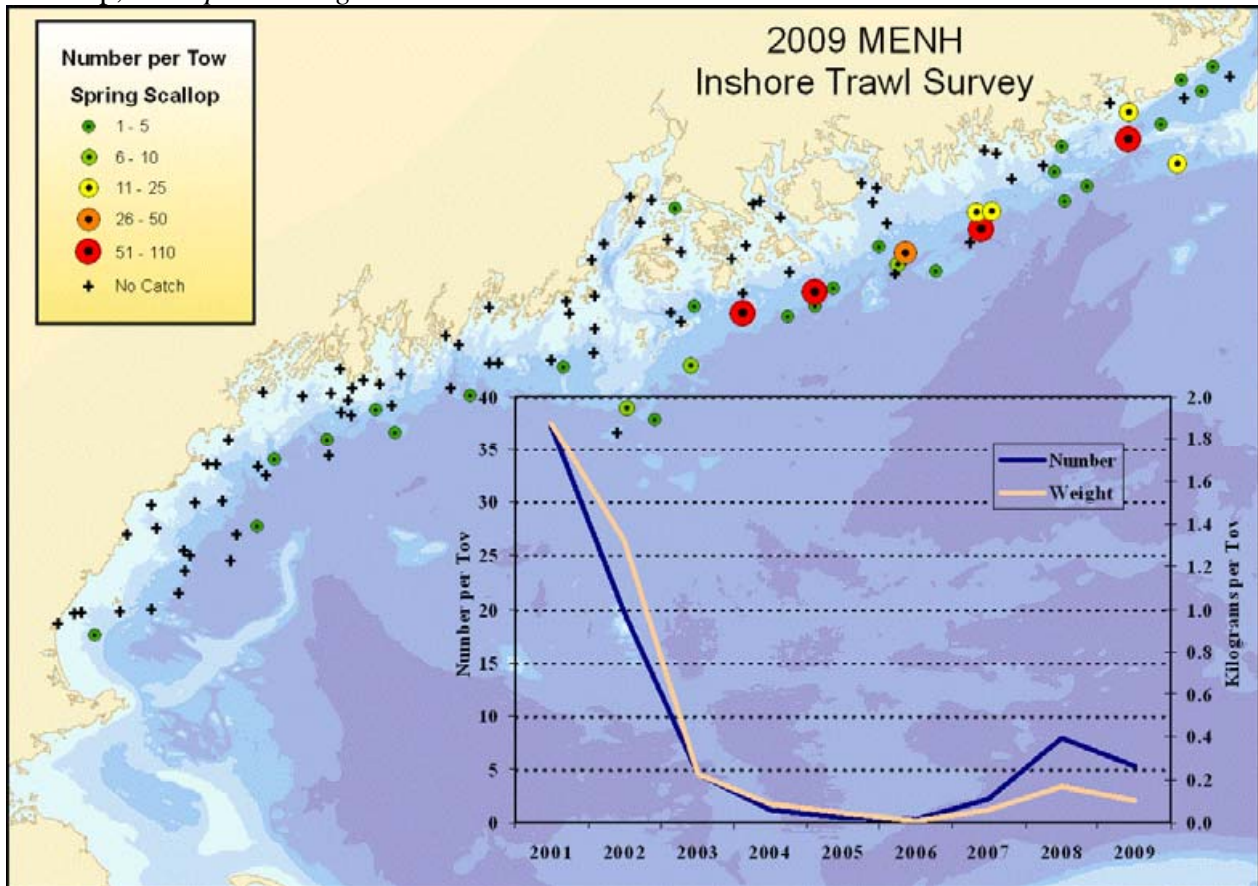 2009 MENH
Inshore Trawl Survey
Number per Tow
Spring Scallop
1 - 5
6 - 10
11 - 25
26 - 50
51 - 110
No Catch
Number
Weight
Number per Tov
40
35
30
25
20
15
10
5
0
Kilograms per Tov
2.0
1.8
1.6
1.4
1.2
1.0
0.8
0.6
0.4
0.2
0.0
2001 2002 2003 2004 2005 2006 2007 2008 2009